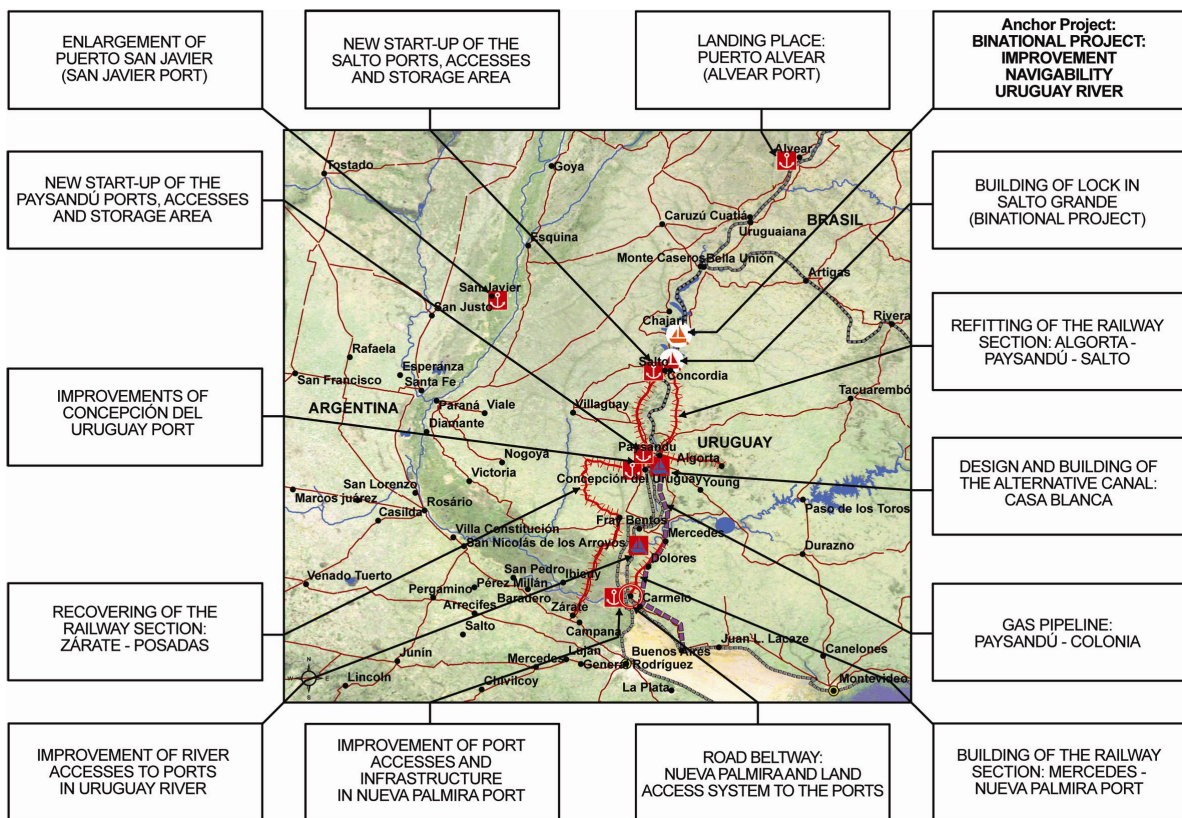 ENLARGEMENT OF
PUERTO SAN JAVIER
(SAN JAVIER PORT)
NEW START-UP OF THE
SALTO PORTS, ACCESSES
AND STORAGE AREA
LANDING PLACE:
PUERTO ALVEAR
(ALVEAR PORT)
Anchor Project:
BINATIONAL PROJECT:
IMPROVEMENT
NAVIGABILITY
URUGUAY RIVER
NEW START-UP OF THE
PAYSANDÚ PORTS, ACCESSES
AND STORAGE AREA
BUILDING OF LOCK IN
SALTO GRANDE
(BINATIONAL PROJECT)
IMPROVEMENTS OF
CONCEPCIÓN DEL
URUGUAY PORT
REFITTING OF THE RAILWAY
SECTION: ALGORTA -
PAYSANDÚ - SALTO
DESIGN AND BUILDING OF
THE ALTERNATIVE CANAL:
CASA BLANCA
RECOVERING OF THE
RAILWAY SECTION:
ZÁRATE - POSADAS
GAS PIPELINE:
PAYSANDÚ - COLONIA
IMPROVEMENT OF RIVER
ACCESSES TO PORTS
IN URUGUAY RIVER
IMPROVEMENT OF PORT
ACCESSES AND
INFRASTRUCTURE
IN NUEVA PALMIRA PORT
ROAD BELTWAY:
NUEVA PALMIRA AND LAND
ACCESS SYSTEM TO THE PORTS
BUILDING OF THE RAILWAY
SECTION: MERCEDES -
NUEVA PALMIRA PORT
Alvear
Tostado
Goya
Caruzú Cuatiá
BRASIL
Uruguaiana
Esquina
Monte Caseros
Bella Unión
Artigas
San Javier
San Justo
Chajarí
Rivera
Rafaela
Salto
Esperánza
Concordia
San Francisco
Santa Fe
Tacuarembó
ARGENTINA
Paraná
Viale
Villaguay
Diamante
URUGUAY
Paysandú
Nogoya
Algorta
Victoria
Concepción del Uruguay
Young
San Lorenzo
Marcos juárez
Rosário
Paso de los Toros
Casilda
Fray Bentos
Villa Constitución
Mercedes
San Nicolás de los Arroyos
Durazno
Dolores
San Pedro
Ibicuy
Venado Tuerto
Pérez Millán
Pergamino
Baradero
Carmelo
Arrecifes
Zárate
Salto
Campana
Juan L. Lacaze
Luján
Buenos Aires
Canelones
Junín
Mercedes
General Rodríguez
Montevideo
Lincoln
Chivilcoy
La Plata
N
W
E
S